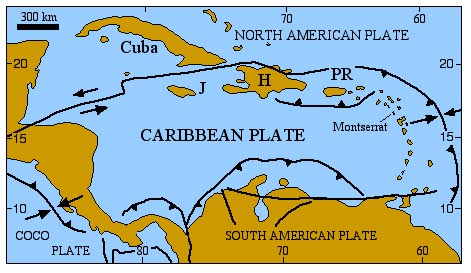 300 km
70
60
Cuba
NORTH AMERICAN PLATE
20
20
J
H
PR
Montserrat
CARIBBEAN PLATE
15
15
10
10
COCO
PLATE
SOUTH AMERICAN PLATE
80
70
60